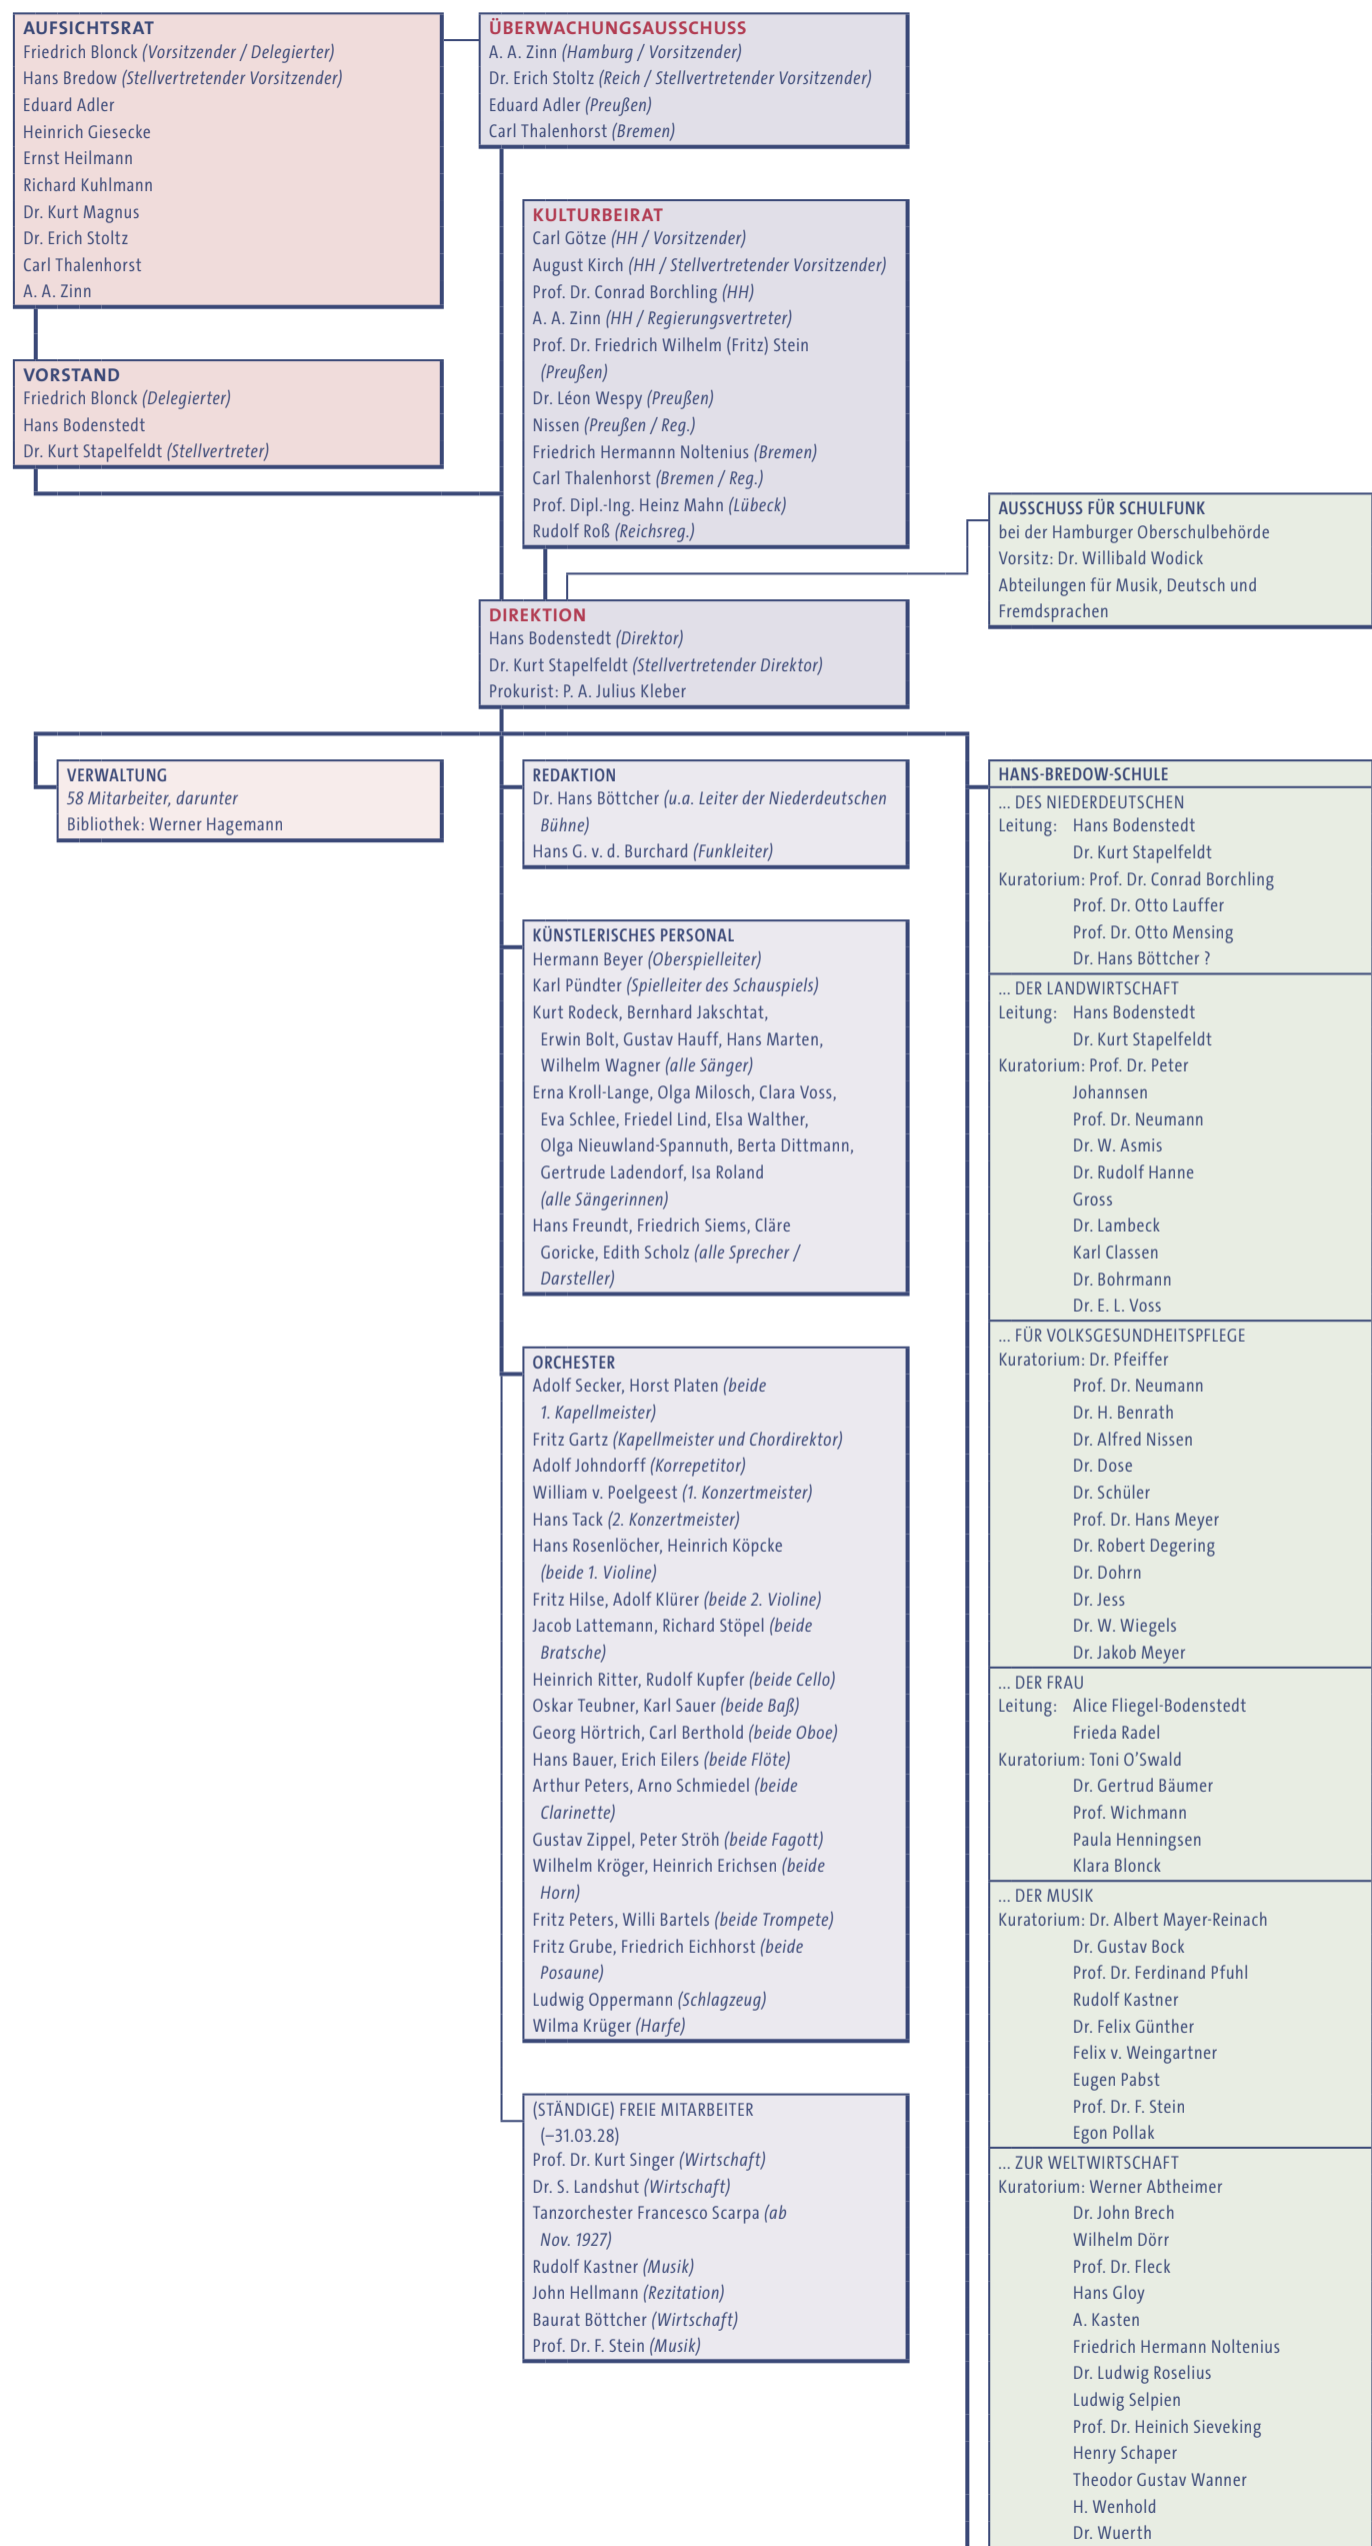 AUFSICHTSRAT
Friedrich Blonck (Vorsitzender / Delegierter)
Hans Bredow (Stellvertretender Vorsitzender)
Eduard Adler
Heinrich Giesecke
Ernst Heilmann
Richard Kuhlmann
Dr. Kurt Magnus
Dr. Erich Stoltz
Carl Thalenhorst
A. A. Zinn
VORSTAND
Friedrich Blonck (Delegierter)
Hans Bodenstedt
Dr. Kurt Stapelfeldt (Stellvertreter)
ÜBERWACHUNGSAUSSCHUSS
A. A. Zinn (Hamburg / Vorsitzender)
Dr. Erich Stoltz (Reich / Stellvertretender Vorsitzender)
Eduard Adler (Preußen)
Carl Thalenhorst (Bremen)
KULTURBEIRAT
Carl Götze (HH / Vorsitzender)
August Kirch (HH / Stellvertretender Vorsitzender)
Prof. Dr. Conrad Borchling (HH)
A. A. Zinn (HH / Regierungsvertreter)
Prof. Dr. Friedrich Wilhelm (Fritz) Stein
(Preußen)
Dr. Léon Wespy (Preußen)
Nissen (Preußen / Reg.)
Friedrich Hermannn Noltenius (Bremen)
Carl Thalenhorst (Bremen / Reg.)
Prof. Dipl.-Ing. Heinz Mahn (Lübeck)
Rudolf Roß (Reichsreg.)
AUSSCHUSS FÜR SCHULFUNK
bei der Hamburger Oberschulbehörde
Vorsitz: Dr. Willibald Wodick
Abteilungen für Musik, Deutsch und
Fremdsprachen
DIREKTION
Hans Bodenstedt (Direktor)
Dr. Kurt Stapelfeldt (Stellvertretender Direktor)
Prokurist: P. A. Julius Kleber
VERWALTUNG
58 Mitarbeiter, darunter
Bibliothek: Werner Hagemann
REDAKTION
Dr. Hans Böttcher (u.a. Leiter der Niederdeutschen
Bühne)
Hans G. v. d. Burchard (Funkleiter)
KÜNSTLERISCHES PERSONAL
Hermann Beyer (Oberspielleiter)
Karl Pündter (Spielleiter des Schauspiels)
Kurt Rodeck, Bernhard Jakschtat,
Erwin Bolt, Gustav Hauff, Hans Marten,
Wilhelm Wagner (alle Sänger)
Erna Kroll-Lange, Olga Milosch, Clara Voss,
Eva Schlee, Friedel Lind, Elsa Walther,
Olga Nieuwland-Spannuth, Berta Dittmann,
Gertrude Ladendorf, Isa Roland
(alle Sängerinnen)
Hans Freundt, Friedrich Siems, Cläre
Goricke, Edith Scholz (alle Sprecher /
Darsteller)
ORCHESTER
Adolf Secker, Horst Platen (beide
1. Kapellmeister)
Fritz Gartz (Kapellmeister und Chordirektor)
Adolf Johndorff (Korrepetitor)
William v. Poelgeest (1. Konzertmeister)
Hans Tack (2. Konzertmeister)
Hans Rosenlöcher, Heinrich Köpcke
(beide 1. Violine)
Fritz Hilse, Adolf Klürer (beide 2. Violine)
Jacob Lattemann, Richard Stöpel (beide
Bratsche)
Heinrich Ritter, Rudolf Kupfer (beide Cello)
Oskar Teubner, Karl Sauer (beide Baß)
Georg Hörtrich, Carl Berthold (beide Oboe)
Hans Bauer, Erich Eilers (beide Flöte)
Arthur Peters, Arno Schmiedel (beide
Clarinette)
Gustav Zippel, Peter Ströh (beide Fagott)
Wilhelm Kröger, Heinrich Erichsen (beide
Horn)
Fritz Peters, Willi Bartels (beide Trompete)
Fritz Grube, Friedrich Eichhorst (beide
Posaune)
Ludwig Oppermann (Schlagzeug)
Wilma Krüger (Harfe)
(STÄNDIGE) FREIE MITARBEITER
(–31.03.28)
Prof. Dr. Kurt Singer (Wirtschaft)
Dr. S. Landshut (Wirtschaft)
Tanzorchester Francesco Scarpa (ab
Nov. 1927)
Rudolf Kastner (Musik)
John Hellmann (Rezitation)
Baurat Böttcher (Wirtschaft)
Prof. Dr. F. Stein (Musik)
HANS-BREDOW-SCHULE
... DES NIEDERDEUTSCHEN
Leitung: Hans Bodenstedt
Dr. Kurt Stapelfeldt
Kuratorium: Prof. Dr. Conrad Borchling
Prof. Dr. Otto Lauffer
Prof. Dr. Otto Mensing
Dr. Hans Böttcher ?
... DER LANDWIRTSCHAFT
Leitung: Hans Bodenstedt
Dr. Kurt Stapelfeldt
Kuratorium: Prof. Dr. Peter
Johannsen
Prof. Dr. Neumann
Dr. W. Asmis
Dr. Rudolf Hanne
Gross
Dr. Lambeck
Karl Classen
Dr. Bohrmann
Dr. E. L. Voss
... FÜR VOLKSGESUNDHEITSPFLEGE
Kuratorium: Dr. Pfeiffer
Prof. Dr. Neumann
Dr. H. Benrath
Dr. Alfred Nissen
Dr. Dose
Dr. Schüler
Prof. Dr. Hans Meyer
Dr. Robert Degering
Dr. Dohrn
Dr. Jess
Dr. W. Wiegels
Dr. Jakob Meyer
... DER FRAU
Leitung: Alice Fliegel-Bodenstedt
Frieda Radel
Kuratorium: Toni O’Swald
Dr. Gertrud Bäumer
Prof. Wichmann
Paula Henningsen
Klara Blonck
... DER MUSIK
Kuratorium: Dr. Albert Mayer-Reinach
Dr. Gustav Bock
Prof. Dr. Ferdinand Pfuhl
Rudolf Kastner
Dr. Felix Günther
Felix v. Weingartner
Eugen Pabst
Prof. Dr. F. Stein
Egon Pollak
... ZUR WELTWIRTSCHAFT
Kuratorium: Werner Abtheimer
Dr. John Brech
Wilhelm Dörr
Prof. Dr. Fleck
Hans Gloy
A. Kasten
Friedrich Hermann Noltenius
Dr. Ludwig Roselius
Ludwig Selpien
Prof. Dr. Heinich Sieveking
Henry Schaper
Theodor Gustav Wanner
H. Wenhold
Dr. Wuerth